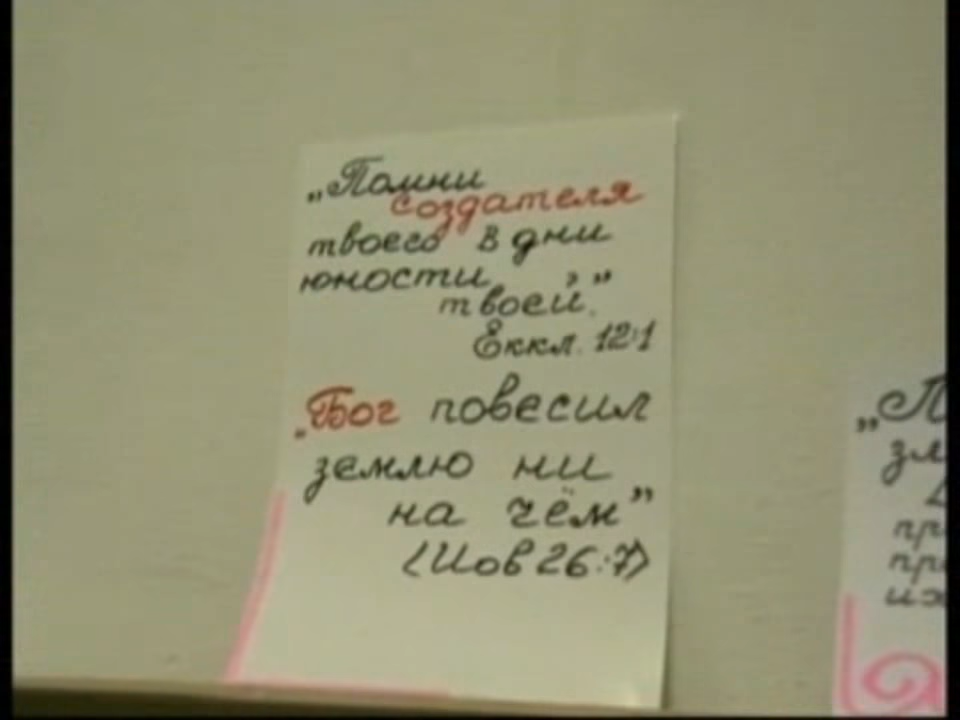 „Помни
создателя
твоего в дни
юности
твоей."
Еккл. 12:1
„Бог повесил
землю ни
на чём”
(Иов 26:7)